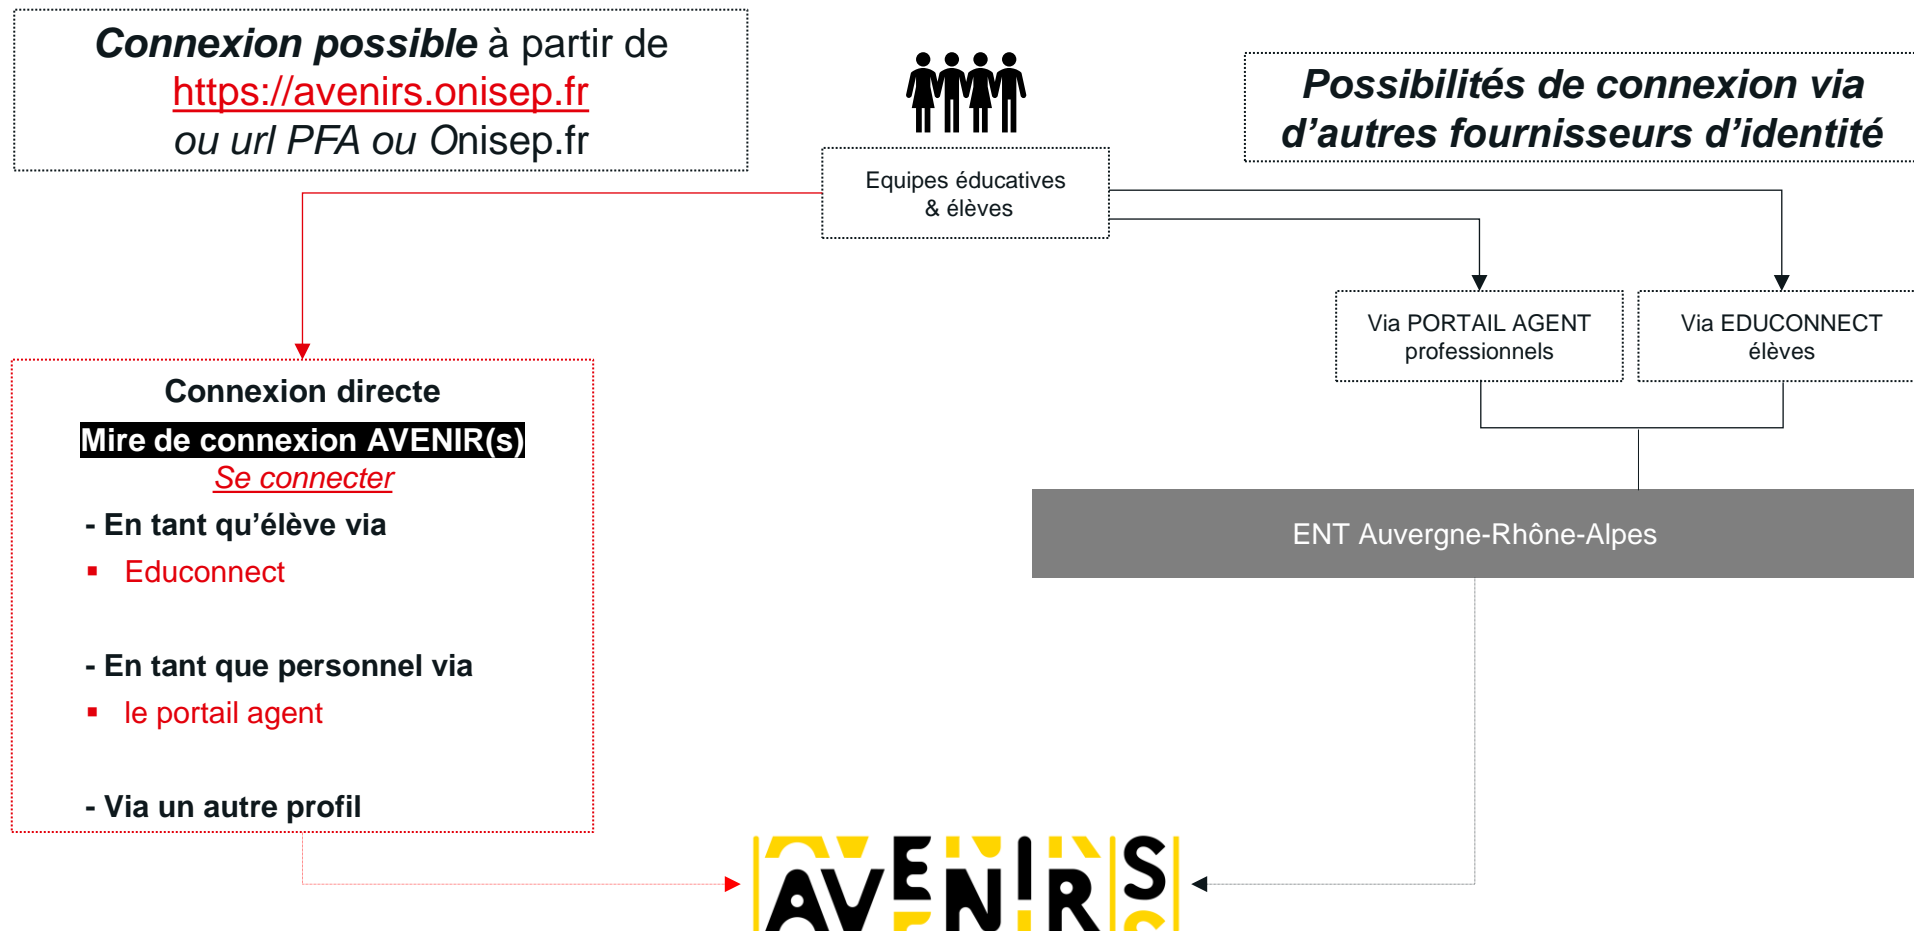 Connexion possible à partir de
https://avenirs.onisep.fr
ou url PFA ou Onisep.fr
Equipes éducatives
& élèves
Possibilités de connexion via
d’autres fournisseurs d’identité
Via PORTAIL AGENT
professionnels
Via EDUCONNECT
élèves
Connexion directe
Mire de connexion AVENIR(s)
Se connecter
- En tant qu’élève via
▪ Educonnect
- En tant que personnel via
▪ le portail agent
- Via un autre profil
ENT Auvergne-Rhône-Alpes
AVENIRS